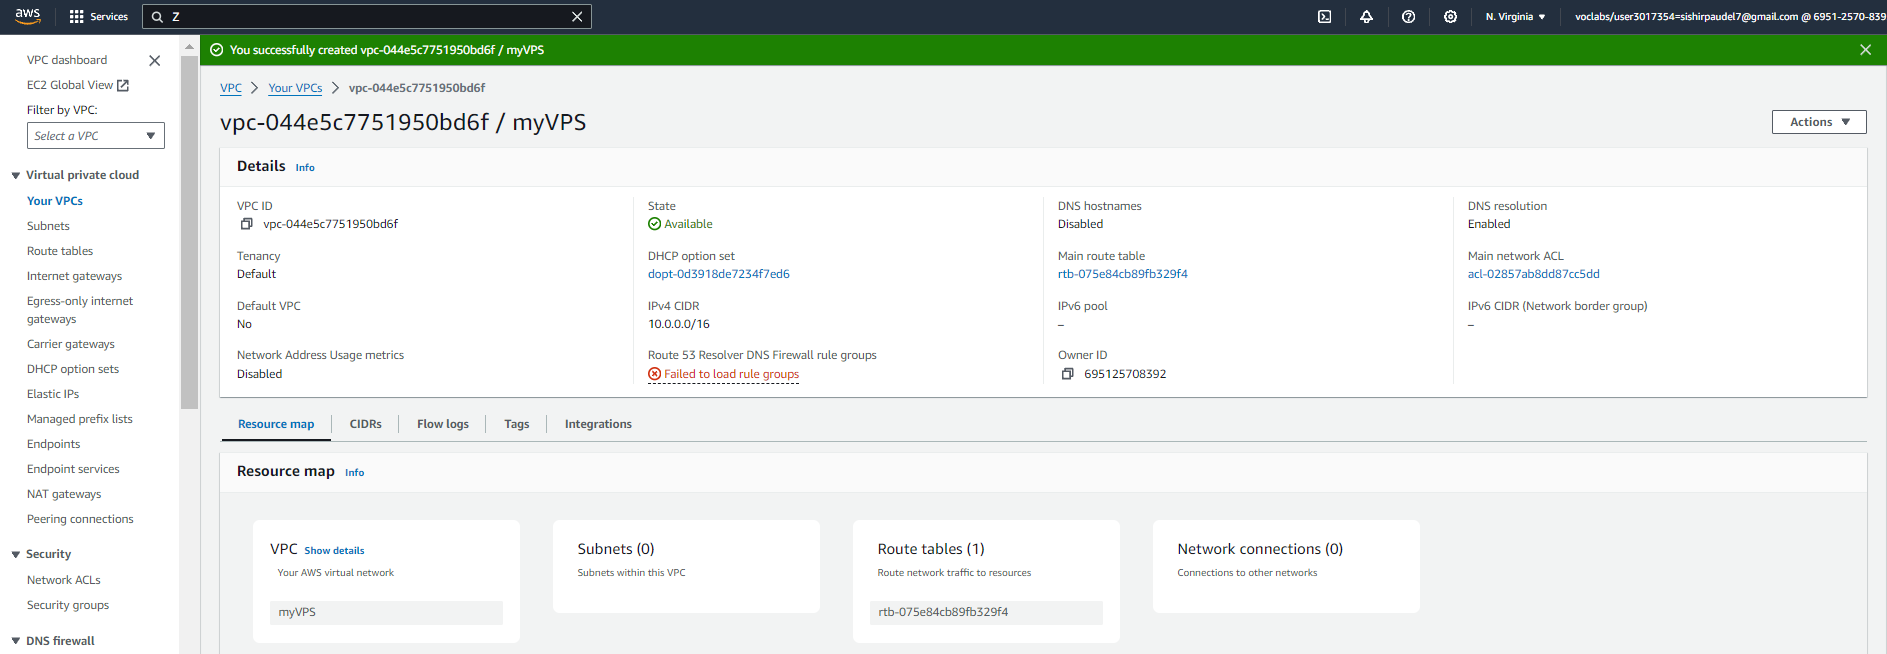 aws Services Z N. Virginia voclabs/user3017354=sishirpaudel7@gmail.com @ 6951-2570-839
You successfully created vpc-044e5c7751950bd6f / myVPS
VPC dashboard
EC2 Global View
Filter by VPC:
Select a VPC
Virtual private cloud
Your VPCs
Subnets
Route tables
Internet gateways
Egress-only internet
gateways
Carrier gateways
DHCP option sets
Elastic IPs
Managed prefix lists
Endpoints
Endpoint services
NAT gateways
Peering connections
Security
Network ACLs
Security groups
DNS firewall
VPC Your VPCs vpc-044e5c7751950bd6f
vpc-044e5c7751950bd6f / myVPS
Actions
Details Info
VPC ID
vpc-044e5c7751950bd6f
State
Available
DNS hostnames
Disabled
DNS resolution
Enabled
Tenancy
Default
DHCP option set
dopt-0d3918de7234f7ed6
Main route table
rtb-075e84cb89fb329f4
Main network ACL
acl-02857ab8dd87cc5dd
Default VPC
No
IPv4 CIDR
10.0.0.0/16
IPv6 pool
–
IPv6 CIDR (Network border group)
–
Network Address Usage metrics
Disabled
Route 53 Resolver DNS Firewall rule groups
Failed to load rule groups
Owner ID
695125708392
Resource map CIDRs Flow logs Tags Integrations
Resource map Info
VPC Show details
Your AWS virtual network
myVPS
Subnets (0)
Subnets within this VPC
Route tables (1)
Route network traffic to resources
rtb-075e84cb89fb329f4
Network connections (0)
Connections to other networks